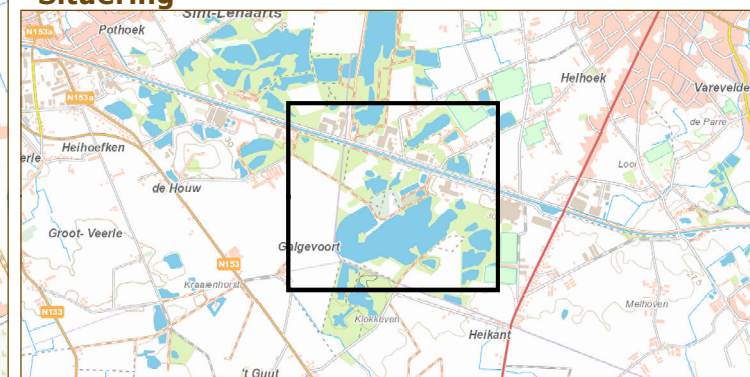 Situering
Sint-Lenaarts
Pothoek
N153a
Helhoek
Varevelde
N153a
de Parre
Heihoefken
erle
Loor
de Houw
Groot- Veerle
Galgevoort
N153
Kraaienhorst
N133
Klokkeven
Melhoven
Heikant
't Guut